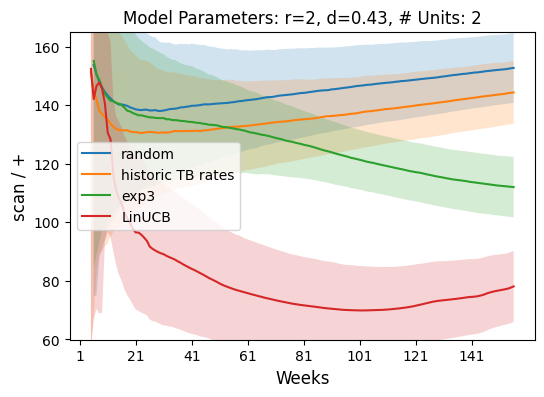 Model Parameters: r=2, d=0.43, # Units: 2
scan / +
160
140
120
100
80
60
random
historic TB rates
exp3
LinUCB
1 21 41 61 81 101 121 141
Weeks